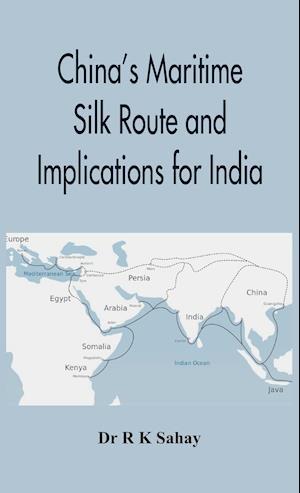 China's Maritime
Silk Route and
Implications for India
Europe
Mediterranean Sea
Persia
China
Egypt
Arabia
India
Somalia
Indian Ocean
Kenya
Java
Dr R K Sahay